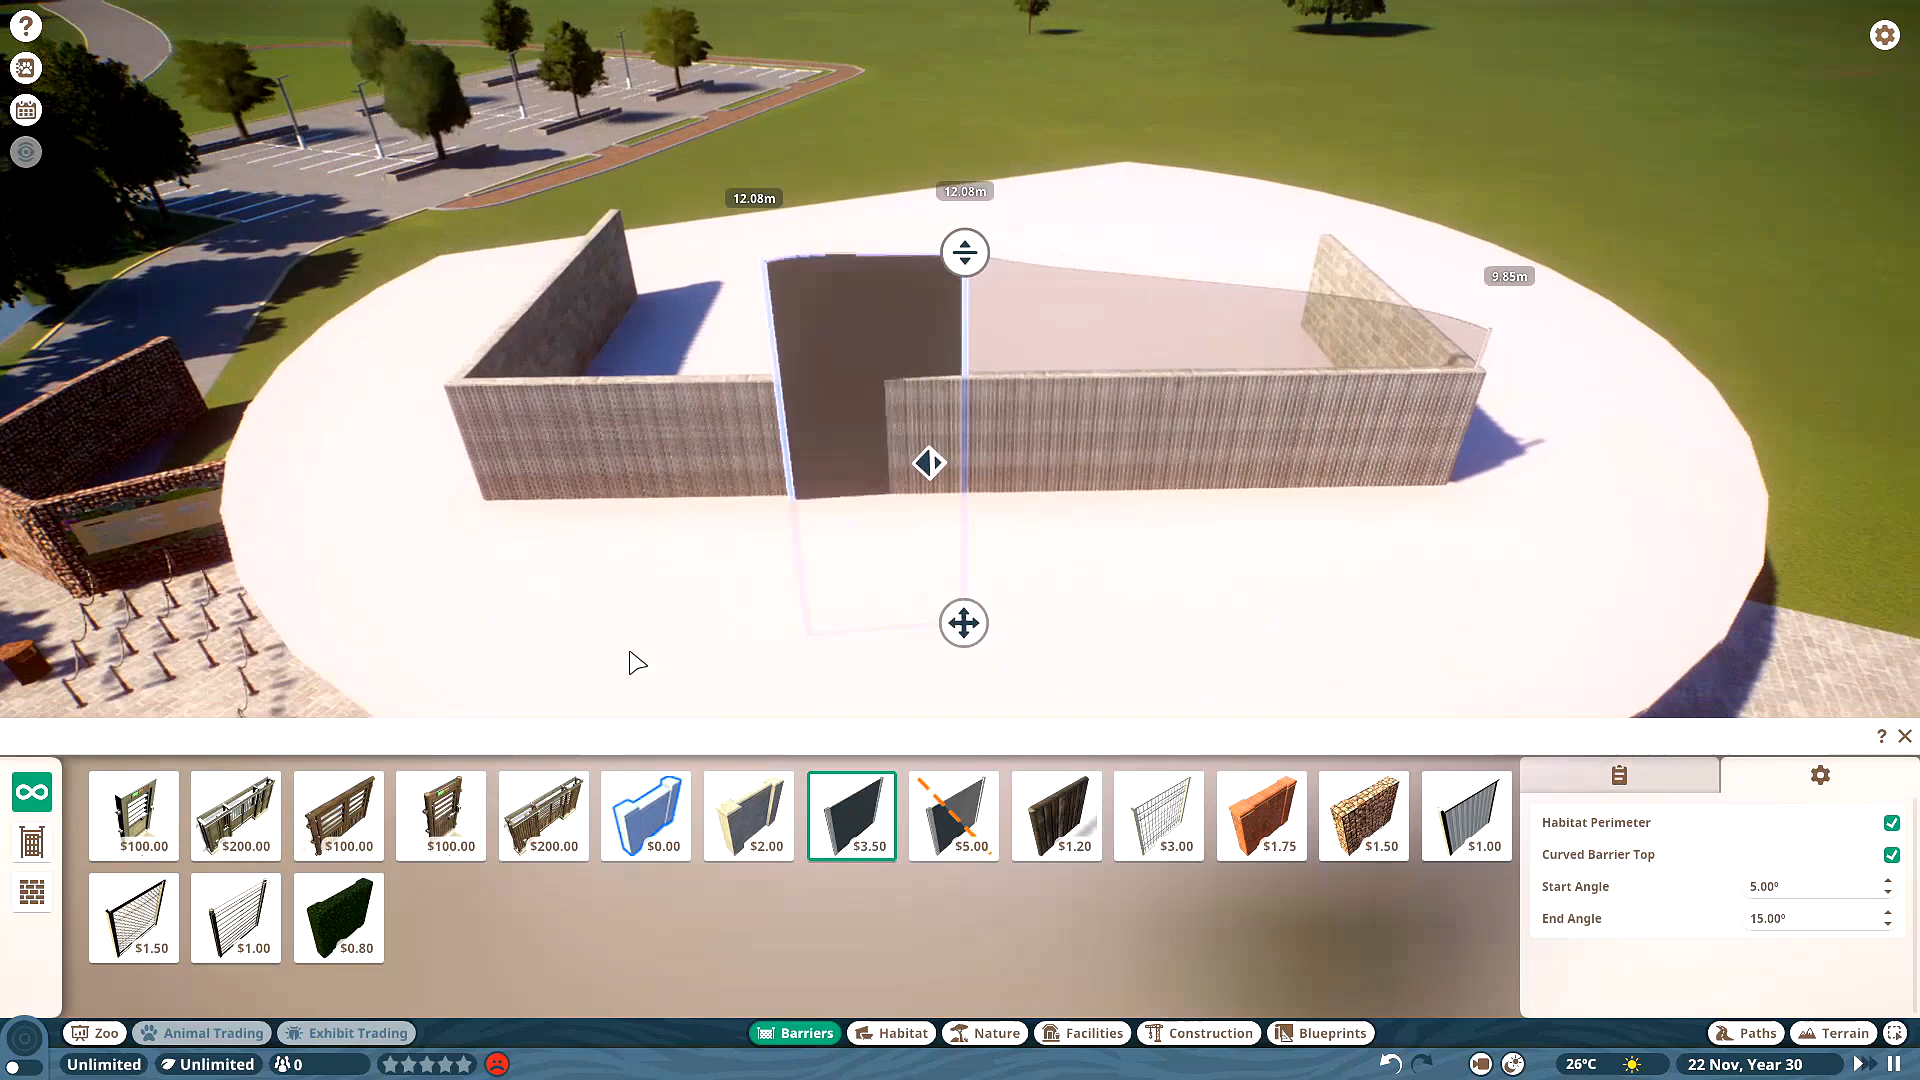 ?
12.08m
12.08m
9.85m
?
$100.00
$200.00
$100.00
$100.00
$200.00
$0.00
$2.00
$3.50
$5.00
$1.20
$3.00
$1.75
$1.50
$1.00
$1.50
$1.00
$0.80
Habitat Perimeter
Curved Barrier Top
Start Angle 5.00º
End Angle 15.00º
Zoo Animal Trading Exhibit Trading Barriers Habitat Nature Facilities Construction Blueprints Paths Terrain
Unlimited Unlimited 0 26ºC 22 Nov, Year 30